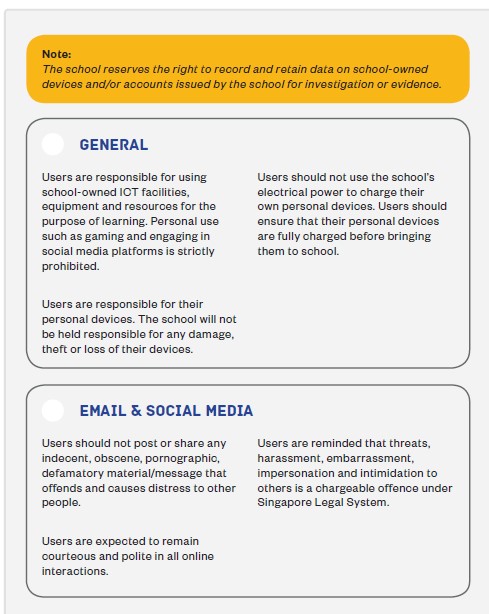 Note:
The school reserves the right to record and retain data on school-owned
devices and/or accounts issued by the school for investigation or evidence.
GENERAL
Users are responsible for using
school-owned ICT facilities,
equipment and resources for the
purpose of learning. Personal use
such as gaming and engaging in
social media platforms is strictly
prohibited.
Users are responsible for their
personal devices. The school will not
be held responsible for any damage,
theft or loss of their devices.
Users should not use the school's
electrical power to charge their
own personal devices. Users should
ensure that their personal devices
are fully charged before bringing
them to school.
EMAIL & SOCIAL MEDIA
Users should not post or share any
indecent, obscene, pornographic,
defamatory material/message that
offends and causes distress to other
people.
Users are expected to remain
courteous and polite in all online
interactions.
Users are reminded that threats,
harassment, embarrassment,
impersonation and intimidation to
others is a chargeable offence under
Singapore Legal System.